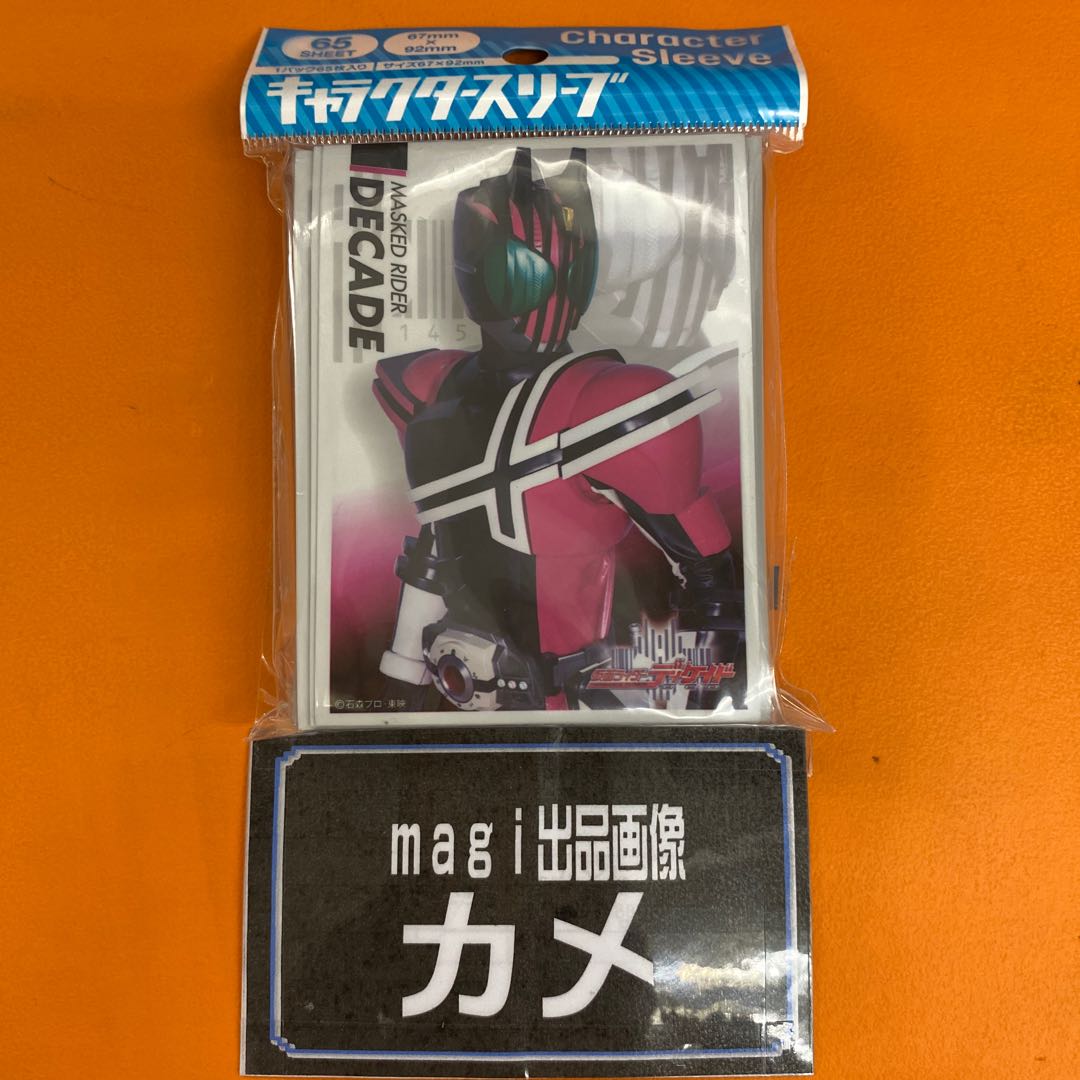 65
SHEET
67mm
×
92mm
Character
Sleeve
1パック65枚入り
サイズ67×92mm
キャラクタースリーブ
MASKED RIDER
DECADE
145
仮面ライダー
ディケイド
©石森プロ・東映
magi出品画像
カメ